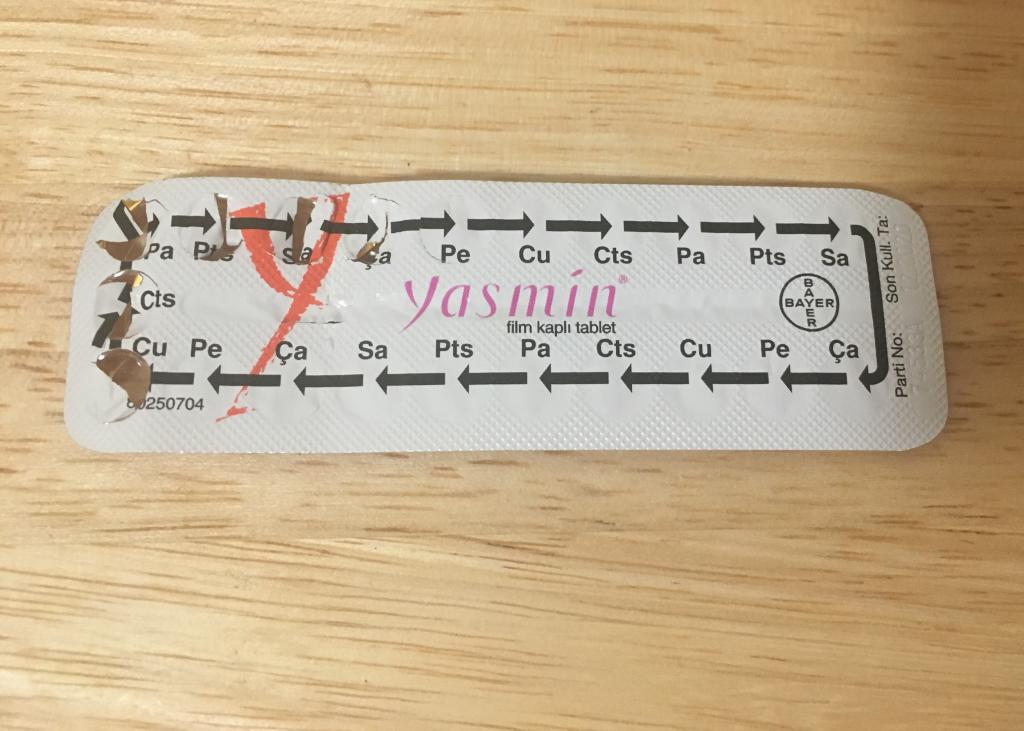 Pa Pts Sa Ça Pe Cu Cts Pa Pts Sa
Cts
yasmin®
film kaplı tablet
BAYER
BAYER
Cu Pe Ça Sa Pts Pa Cts Cu Pe Ça
Parti No: Son Kull. Ta: